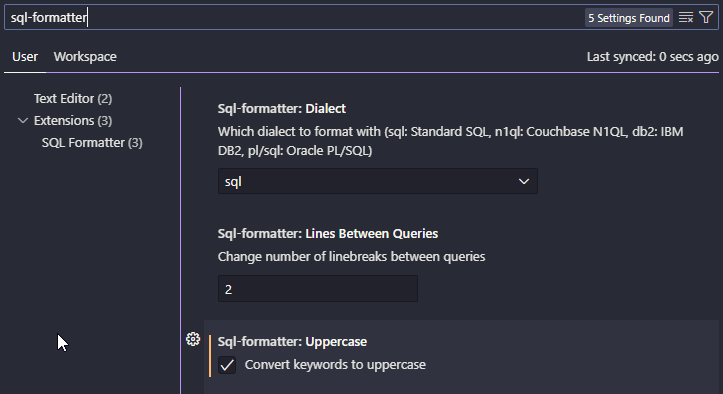 sql-formatter
5 Settings Found
User
Workspace
Last synced: 0 secs ago
Text Editor (2)
Extensions (3)
SQL Formatter (3)
Sql-formatter: Dialect
Which dialect to format with (sql: Standard SQL, n1ql: Couchbase N1QL, db2: IBM
DB2, pl/sql: Oracle PL/SQL)
sql
Sql-formatter: Lines Between Queries
Change number of linebreaks between queries
2
Sql-formatter: Uppercase
Convert keywords to uppercase